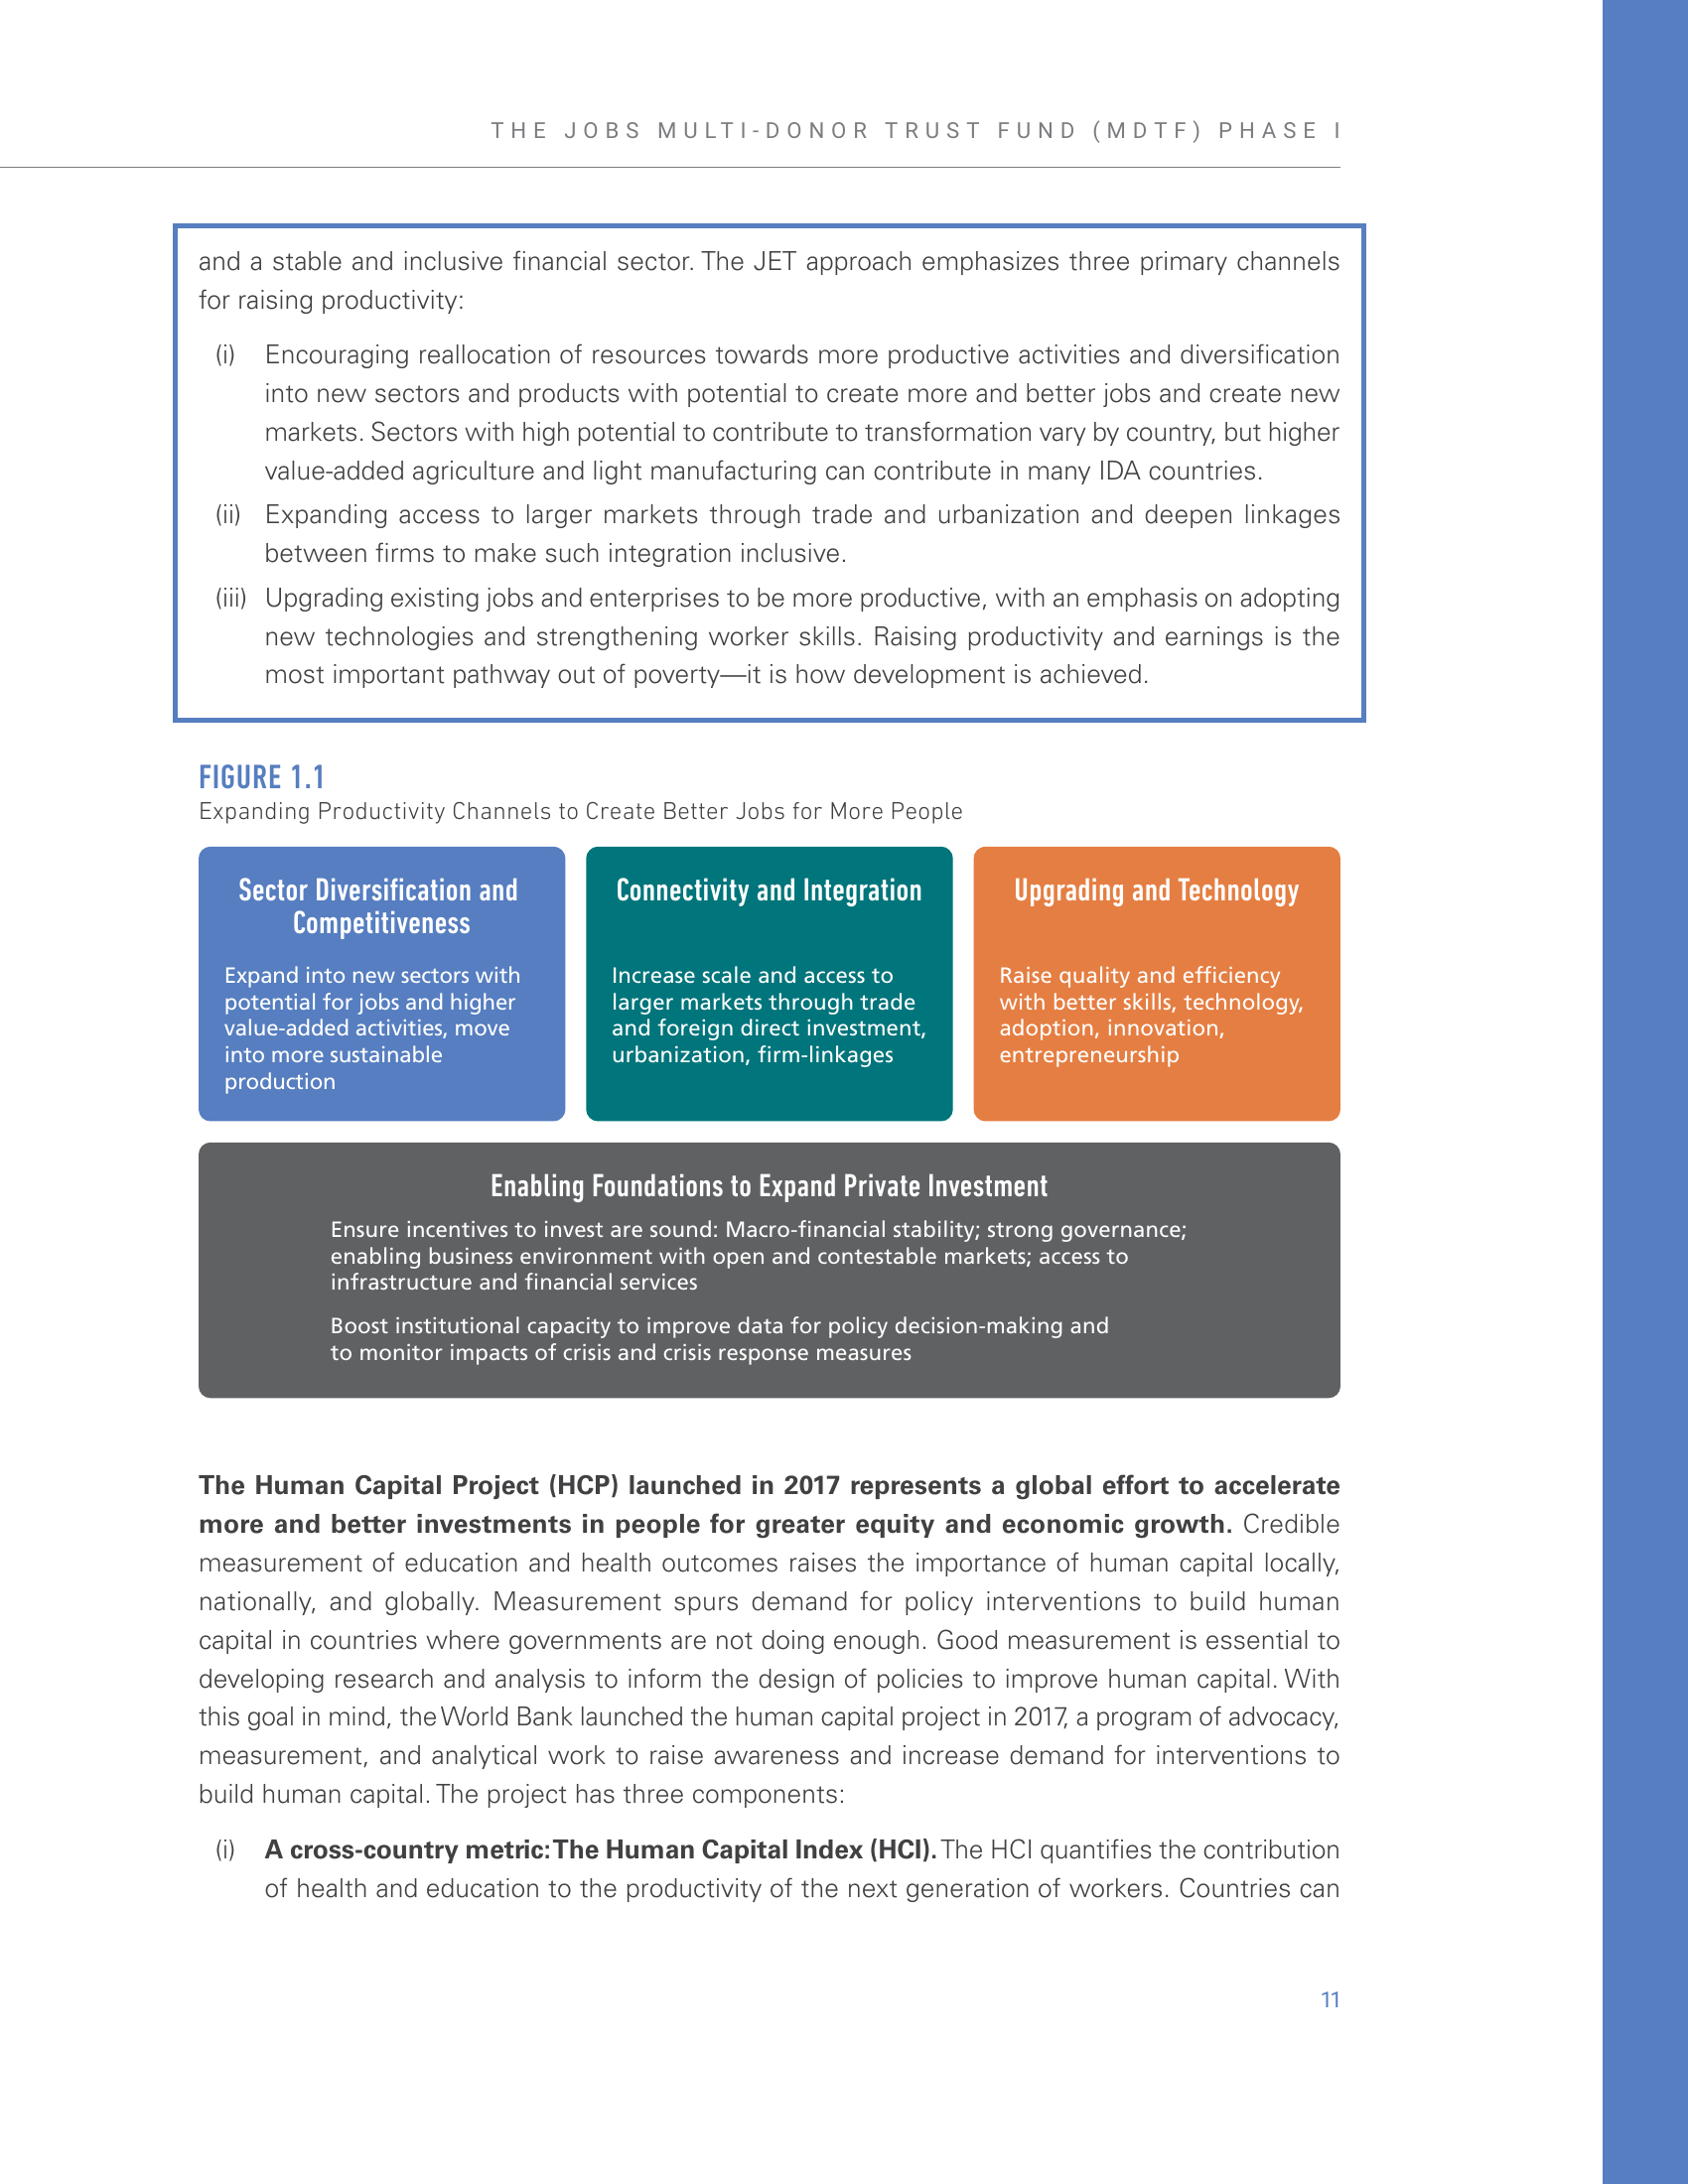 THE JOBS MULTI-DONOR TRUST FUND (MDTF) PHASE I
and a stable and inclusive financial sector. The JET approach emphasizes three primary channels
for raising productivity:
(i) Encouraging reallocation of resources towards more productive activities and diversification
into new sectors and products with potential to create more and better jobs and create new
markets. Sectors with high potential to contribute to transformation vary by country, but higher
value-added agriculture and light manufacturing can contribute in many IDA countries.
(ii) Expanding access to larger markets through trade and urbanization and deepen linkages
between firms to make such integration inclusive.
(iii) Upgrading existing jobs and enterprises to be more productive, with an emphasis on adopting
new technologies and strengthening worker skills. Raising productivity and earnings is the
most important pathway out of poverty—it is how development is achieved.
FIGURE 1.1
Expanding Productivity Channels to Create Better Jobs for More People
Sector Diversification and
Competitiveness
Expand into new sectors with
potential for jobs and higher
value-added activities, move
into more sustainable
production
Connectivity and Integration
Increase scale and access to
larger markets through trade
and foreign direct investment,
urbanization, firm-linkages
Upgrading and Technology
Raise quality and efficiency
with better skills, technology,
adoption, innovation,
entrepreneurship
Enabling Foundations to Expand Private Investment
Ensure incentives to invest are sound: Macro-financial stability; strong governance;
enabling business environment with open and contestable markets; access to
infrastructure and financial services
Boost institutional capacity to improve data for policy decision-making and
to monitor impacts of crisis and crisis response measures
The Human Capital Project (HCP) launched in 2017 represents a global effort to accelerate
more and better investments in people for greater equity and economic growth. Credible
measurement of education and health outcomes raises the importance of human capital locally,
nationally, and globally. Measurement spurs demand for policy interventions to build human
capital in countries where governments are not doing enough. Good measurement is essential to
developing research and analysis to inform the design of policies to improve human capital. With
this goal in mind, the World Bank launched the human capital project in 2017, a program of advocacy,
measurement, and analytical work to raise awareness and increase demand for interventions to
build human capital. The project has three components:
(i) A cross-country metric: The Human Capital Index (HCI). The HCI quantifies the contribution
of health and education to the productivity of the next generation of workers. Countries can
11